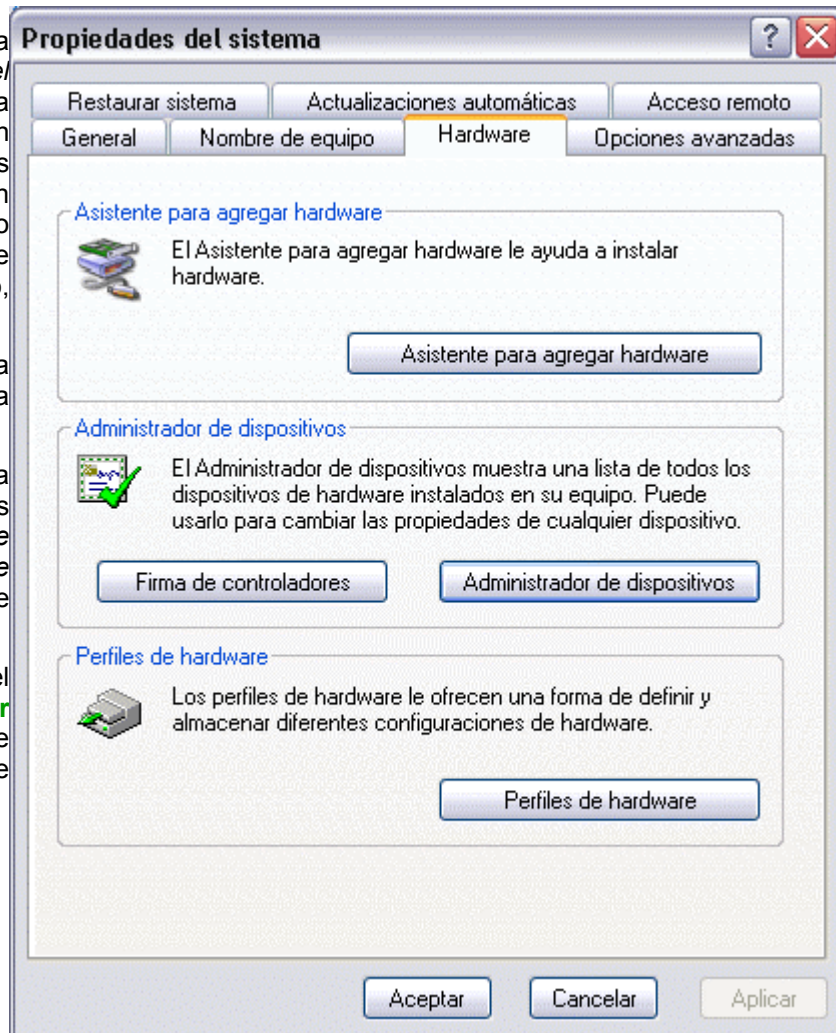 Propiedades del sistema
Restaurar sistema
Actualizaciones automáticas
Acceso remoto
General
Nombre de equipo
Hardware
Opciones avanzadas
Asistente para agregar hardware
El Asistente para agregar hardware le ayuda a instalar
hardware.
Asistente para agregar hardware
Administrador de dispositivos
El Administrador de dispositivos muestra una lista de todos los
dispositivos de hardware instalados en su equipo. Puede
usarlo para cambiar las propiedades de cualquier dispositivo.
Firma de controladores
Administrador de dispositivos
Perfiles de hardware
Los perfiles de hardware le ofrecen una forma de definir y
almacenar diferentes configuraciones de hardware.
Perfiles de hardware
Aceptar
Cancelar
Aplicar